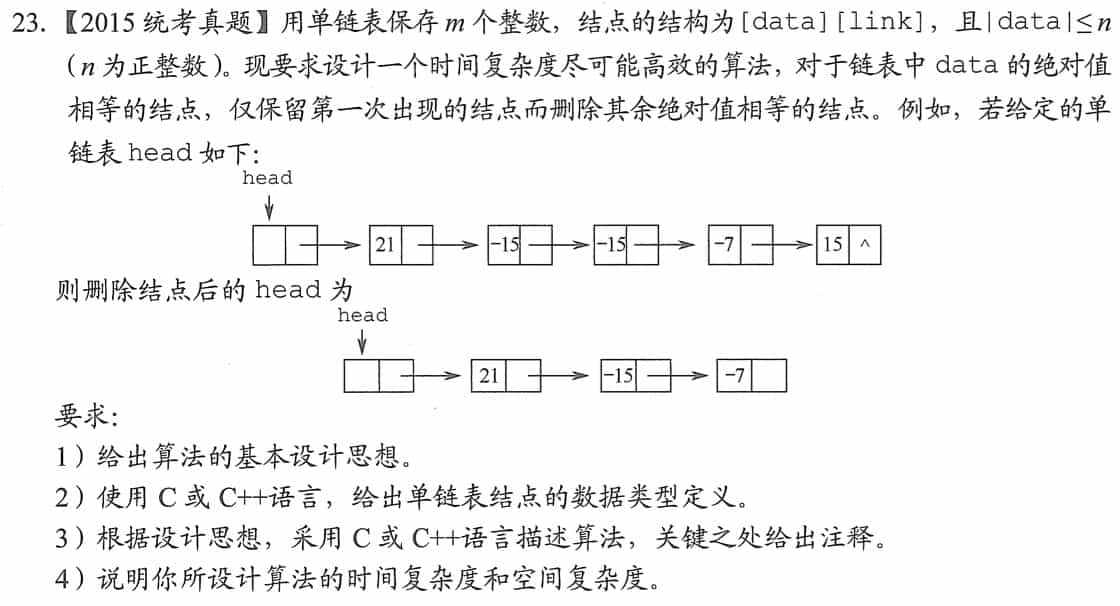 23.【2015 统考真题】用单链表保存 m 个整数，结点的结构为[data][link]，且|data|≤n
（n 为正整数）。现要求设计一个时间复杂度尽可能高效的算法，对于链表中 data 的绝对值
相等的结点，仅保留第一次出现的结点而删除其余绝对值相等的结点。例如，若给定的单
链表 head 如下：
head
21 -15 -15 -7 15 ^
则删除结点后的 head 为
head
21 -15 -7
要求：
1）给出算法的基本设计思想。
2）使用 C 或 C++语言，给出单链表结点的数据类型定义。
3）根据设计思想，采用 C 或 C++语言描述算法，关键之处给出注释。
4）说明你所设计算法的时间复杂度和空间复杂度。